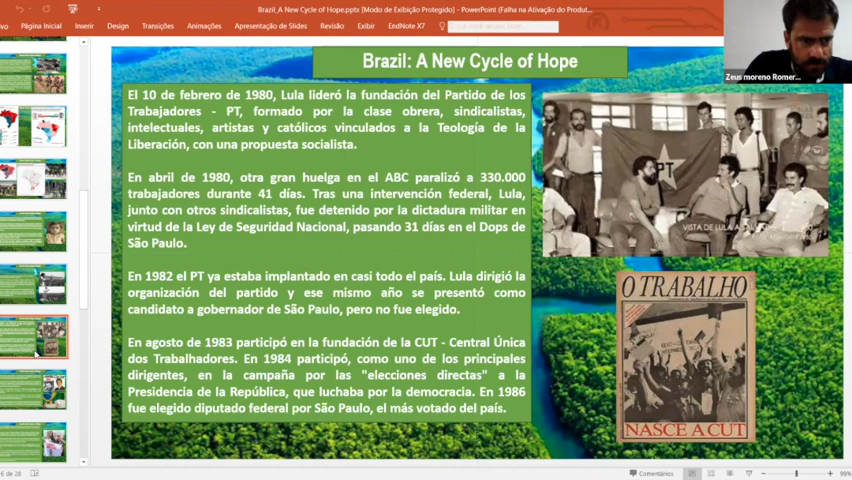 Brazil_A New Cycle of Hope.pptx [Modo de Exibição Protegido] - PowerPoint (Falha na Ativação do Produt...
Página Inicial Inserir Design Transições Animações Apresentação de Slides Revisão Exibir EndNote X7
Zeus moreno Romer...
Brazil: A New Cycle of Hope
El 10 de febrero de 1980, Lula lideró la fundación del Partido de los
Trabajadores - PT, formado por la clase obrera, sindicalistas,
intelectuales, artistas y católicos vinculados a la Teología de la
Liberación, con una propuesta socialista.
En abril de 1980, otra gran huelga en el ABC paralizó a 330.000
trabajadores durante 41 días. Tras una intervención federal, Lula,
junto con otros sindicalistas, fue detenido por la dictadura militar en
virtud de la Ley de Seguridad Nacional, pasando 31 días en el Dops de
São Paulo.
En 1982 el PT ya estaba implantado en casi todo el país. Lula dirigió la
organización del partido y ese mismo año se presentó como
candidato a gobernador de São Paulo, pero no fue elegido.
En agosto de 1983 participó en la fundación de la CUT - Central Única
dos Trabalhadores. En 1984 participó, como uno de los principales
dirigentes, en la campaña por las "elecciones directas" a la
Presidencia de la República, que luchaba por la democracia. En 1986
fue elegido diputado federal por São Paulo, el más votado del país.
PT
VISTA DE LULA A
O TRABALHO
NASCE A CUT
6 de 28
Comentários
99%